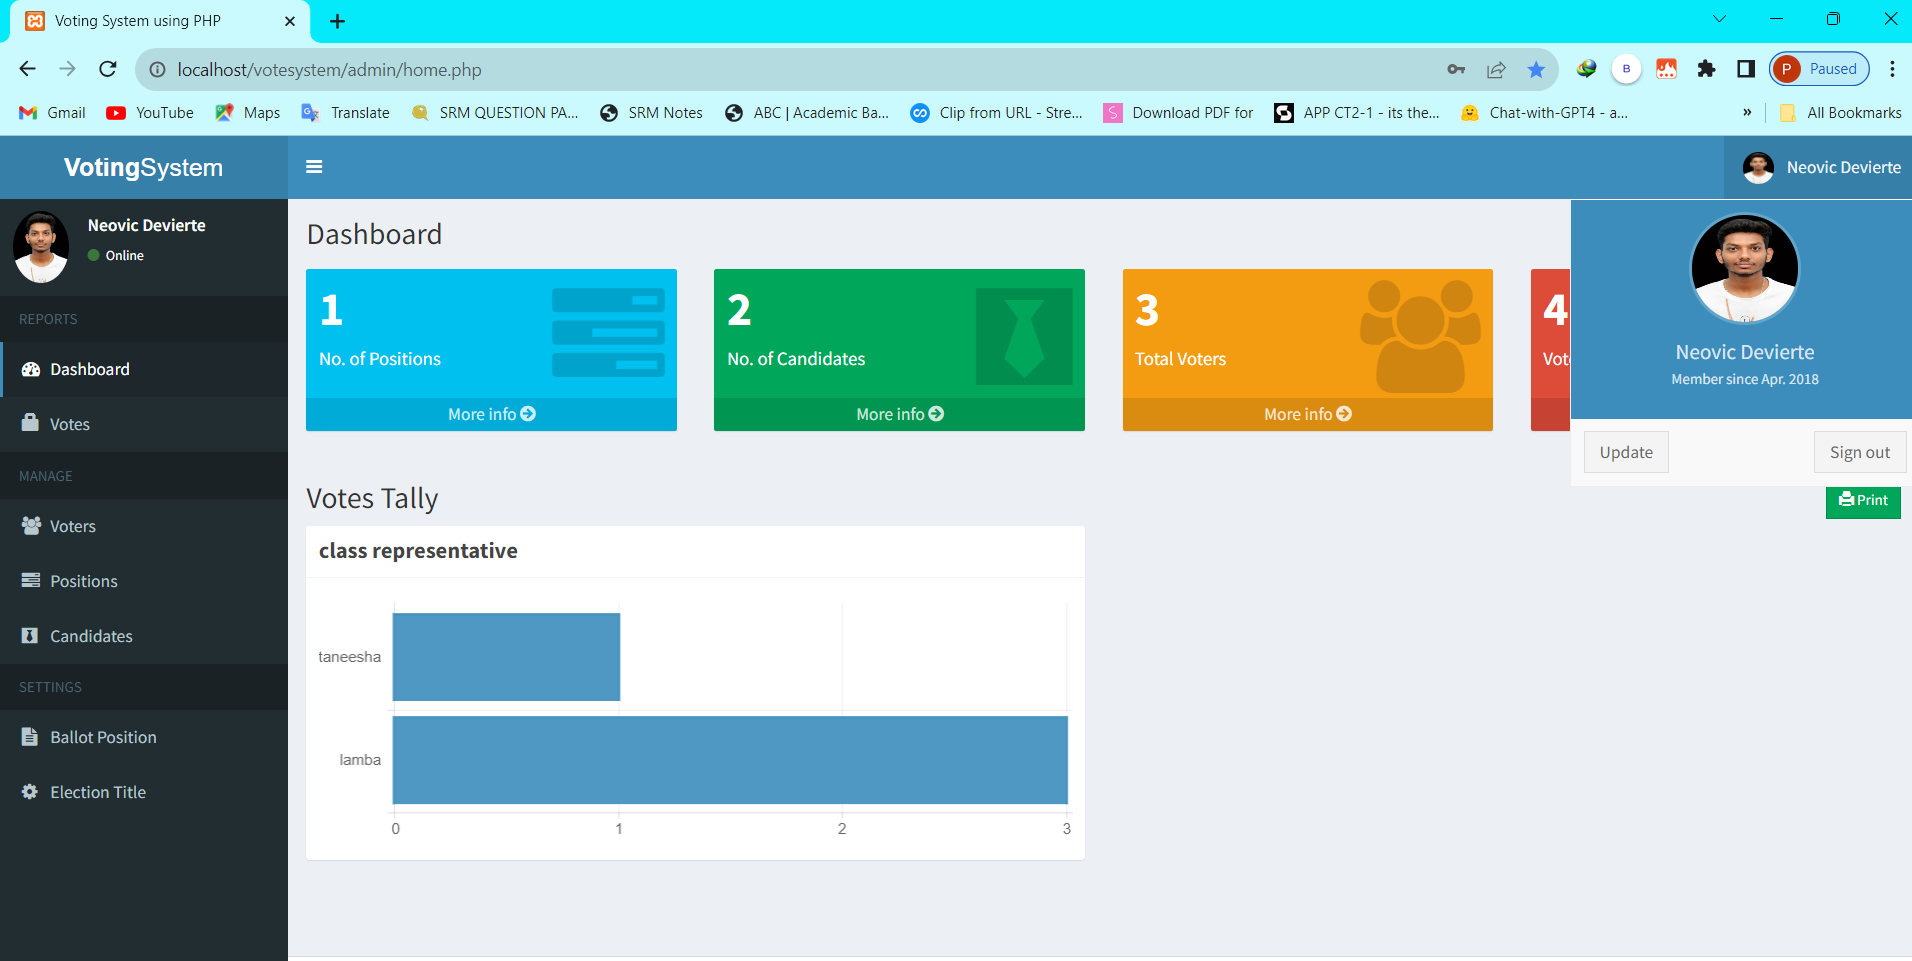 Voting System using PHP
localhost/votesystem/admin/home.php
P Paused
B
Gmail YouTube Maps Translate SRM QUESTION PA... SRM Notes ABC | Academic Ba... Clip from URL - Stre... Download PDF for APP CT2-1 - its the... Chat-with-GPT4 - a... » All Bookmarks
VotingSystem
Neovic Devierte
Neovic Devierte
Online
REPORTS
Dashboard
Votes
MANAGE
Voters
Positions
Candidates
SETTINGS
Ballot Position
Election Title
Dashboard
1
No. of Positions
More info
2
No. of Candidates
More info
3
Total Voters
More info
4
Vot
Neovic Devierte
Member since Apr. 2018
Update Sign out
Votes Tally
Print
class representative
taneesha
lamba
0 1 2 3